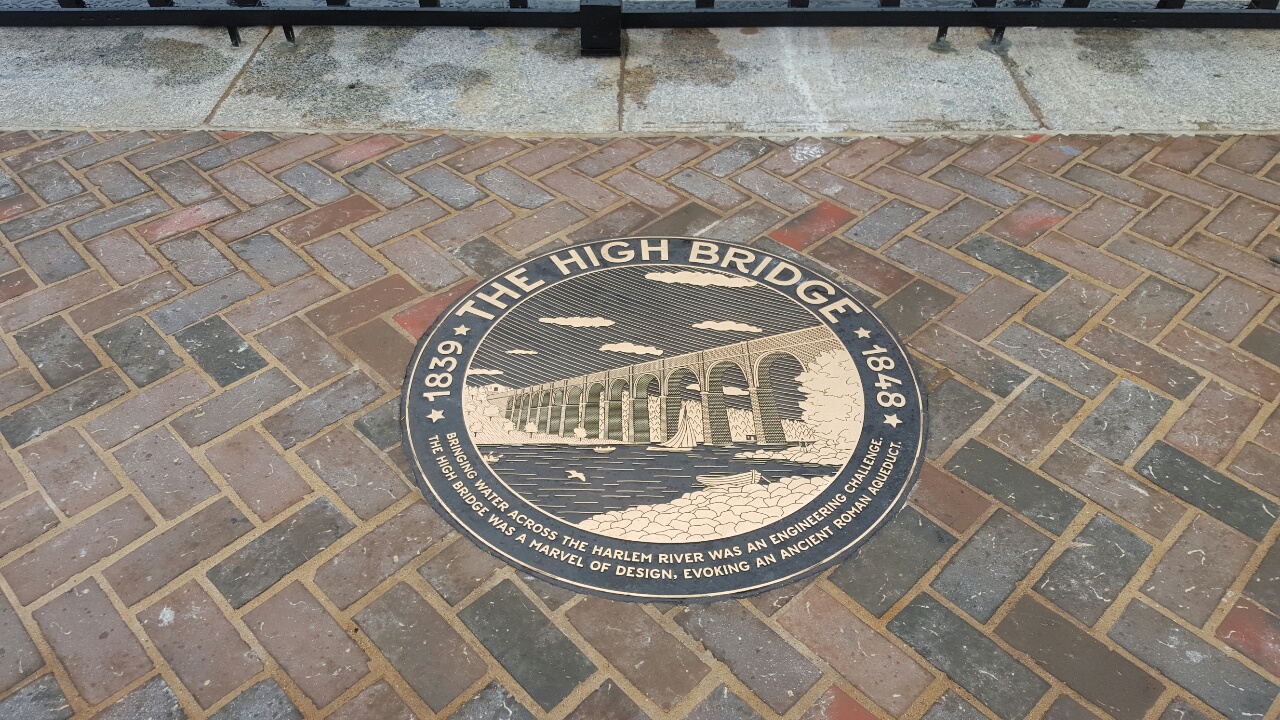 THE HIGH BRIDGE
★ 1839 ★
★ 1848 ★
BRINGING WATER ACROSS THE HARLEM RIVER WAS AN ENGINEERING CHALLENGE.
THE HIGH BRIDGE WAS A MARVEL OF DESIGN, EVOKING AN ANCIENT ROMAN AQUEDUCT.